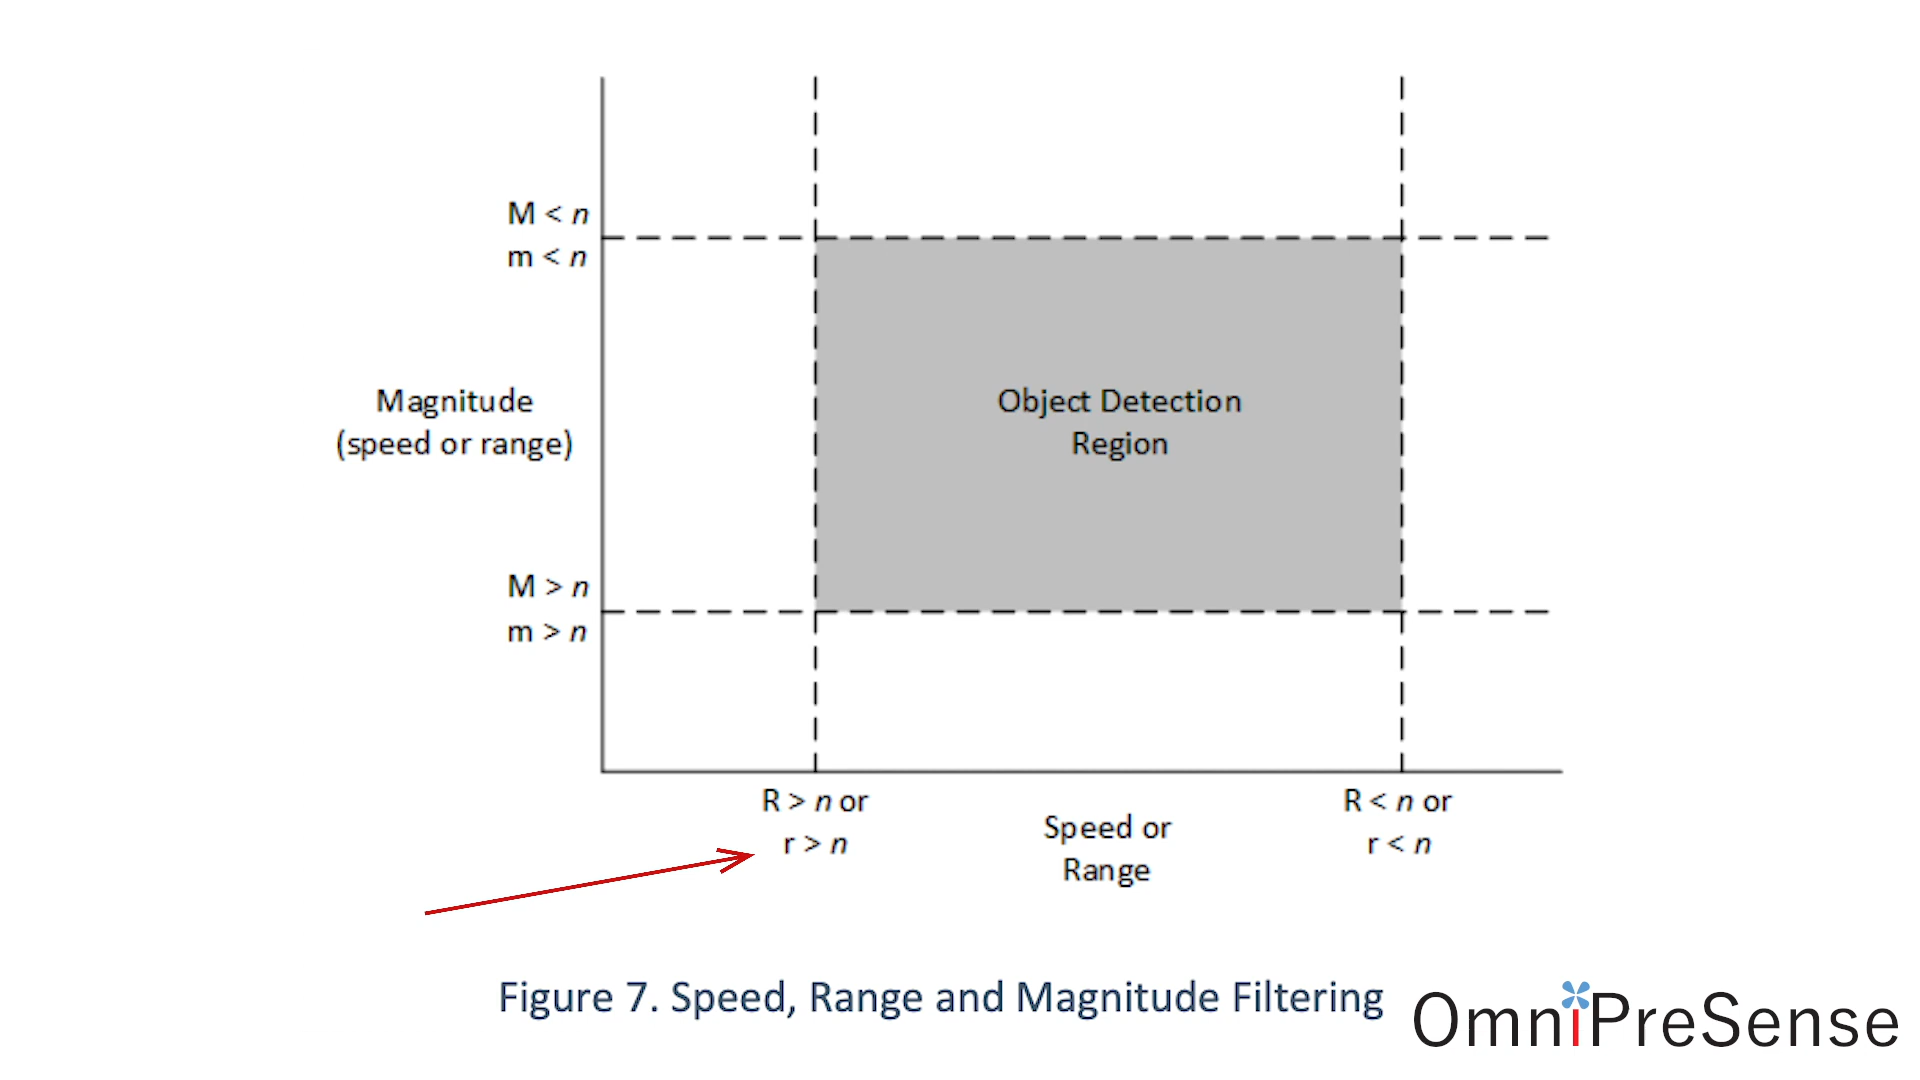 M < n
m < n
Magnitude
(speed or range)
Object Detection
Region
M > n
m > n
R > n or
r > n
Speed or
Range
R < n or
r < n
Figure 7. Speed, Range and Magnitude Filtering
OmniPreSense